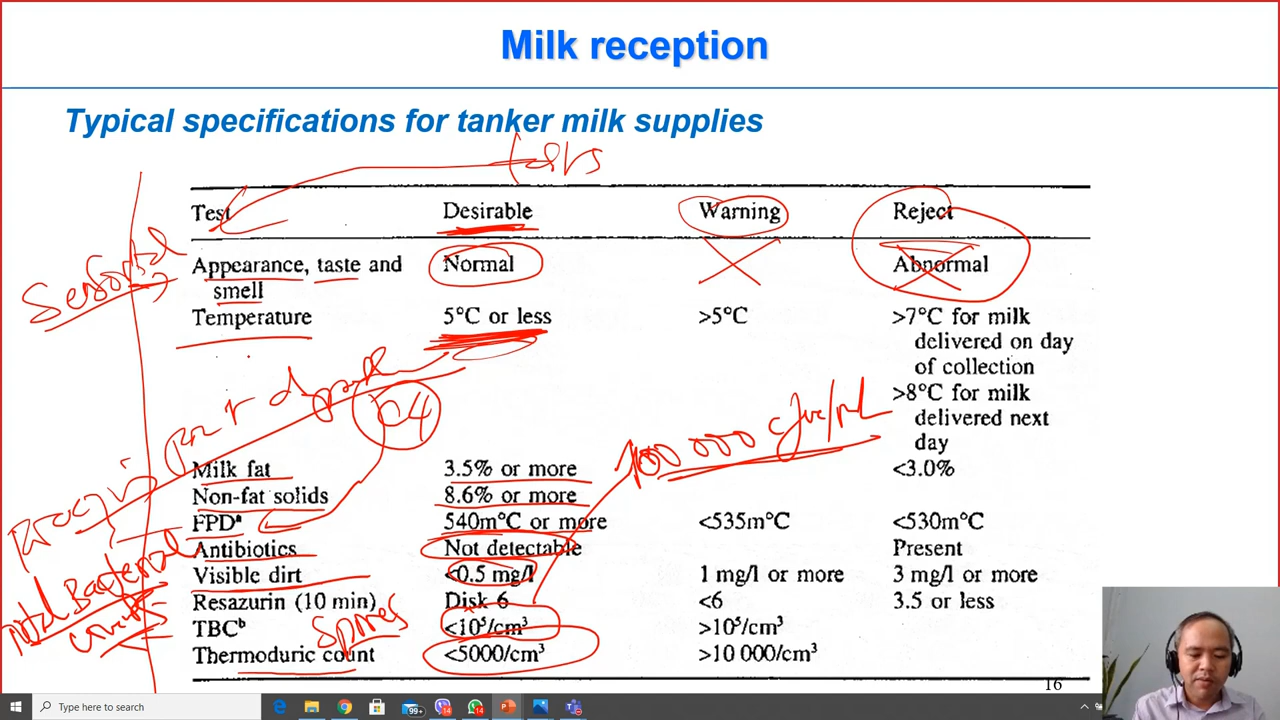 Milk reception
Typical specifications for tanker milk supplies
Test Desirable Warning Reject
Sensorial
Appearance, taste and Normal Abnormal
smell
Temperature 5°C or less >5°C >7°C for milk
delivered on day
of collection
>8°C for milk
delivered next
day
C4
100 000 cfu/ml
Milk fat 3.5% or more <3.0%
Non-fat solids 8.6% or more
FPDᵃ 540m°C or more <535m°C <530m°C
Antibiotics Not detectable Present
Visible dirt <0.5 mg/l 1 mg/l or more 3 mg/l or more
Resazurin (10 min) Disk 6 <6 3.5 or less
Total Bacterial
counts
Spores
TBCᵇ <10⁵/cm³ >10⁵/cm³
Thermoduric count <5000/cm³ >10 000/cm³
16
Type here to search
99+ 14 14